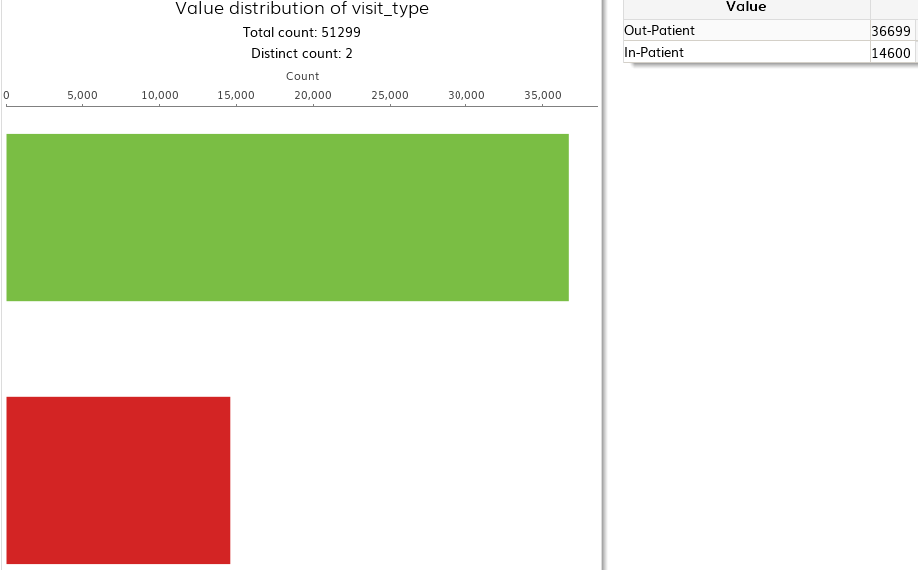 Value distribution of visit_type
Total count: 51299
Distinct count: 2
Count
0 5,000 10,000 15,000 20,000 25,000 30,000 35,000
Value
Out-Patient 36699
In-Patient 14600